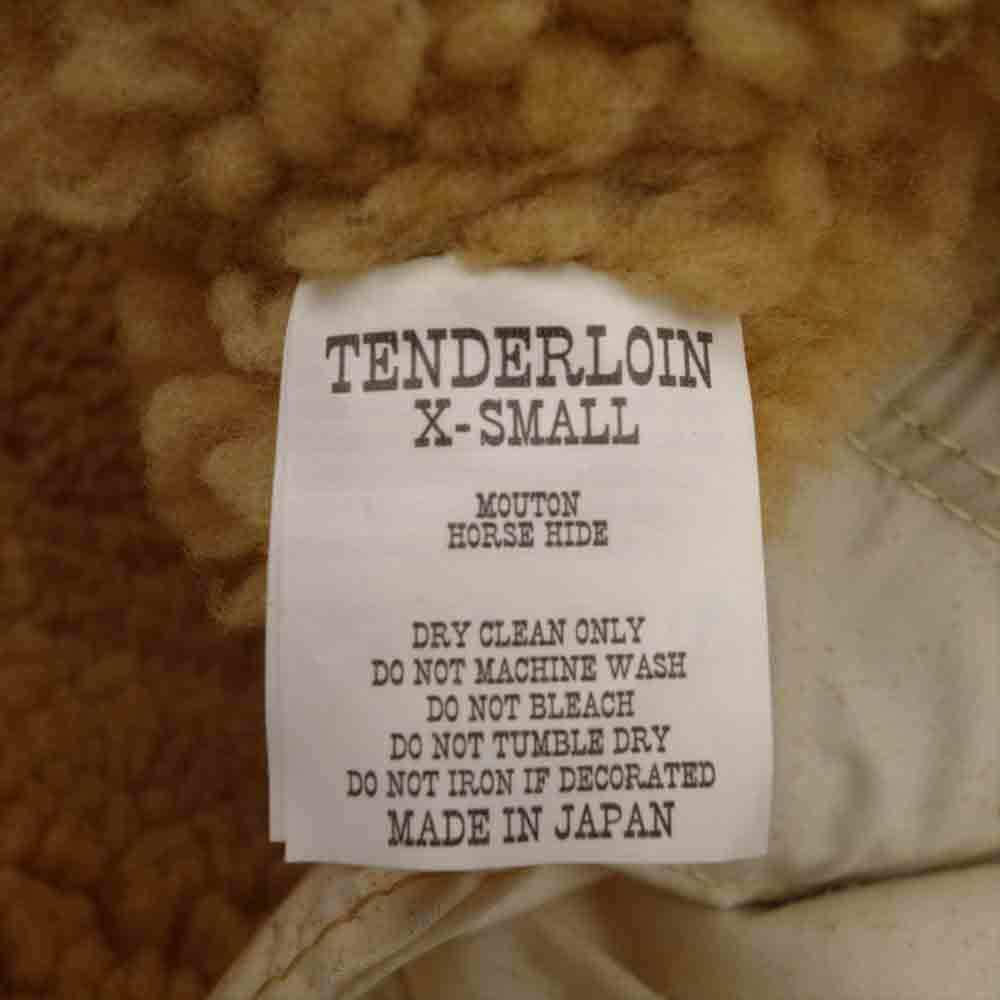 TENDERLOIN
X-SMALL
MOUTON
HORSE HIDE
DRY CLEAN ONLY
DO NOT MACHINE WASH
DO NOT BLEACH
DO NOT TUMBLE DRY
DO NOT IRON IF DECORATED
MADE IN JAPAN